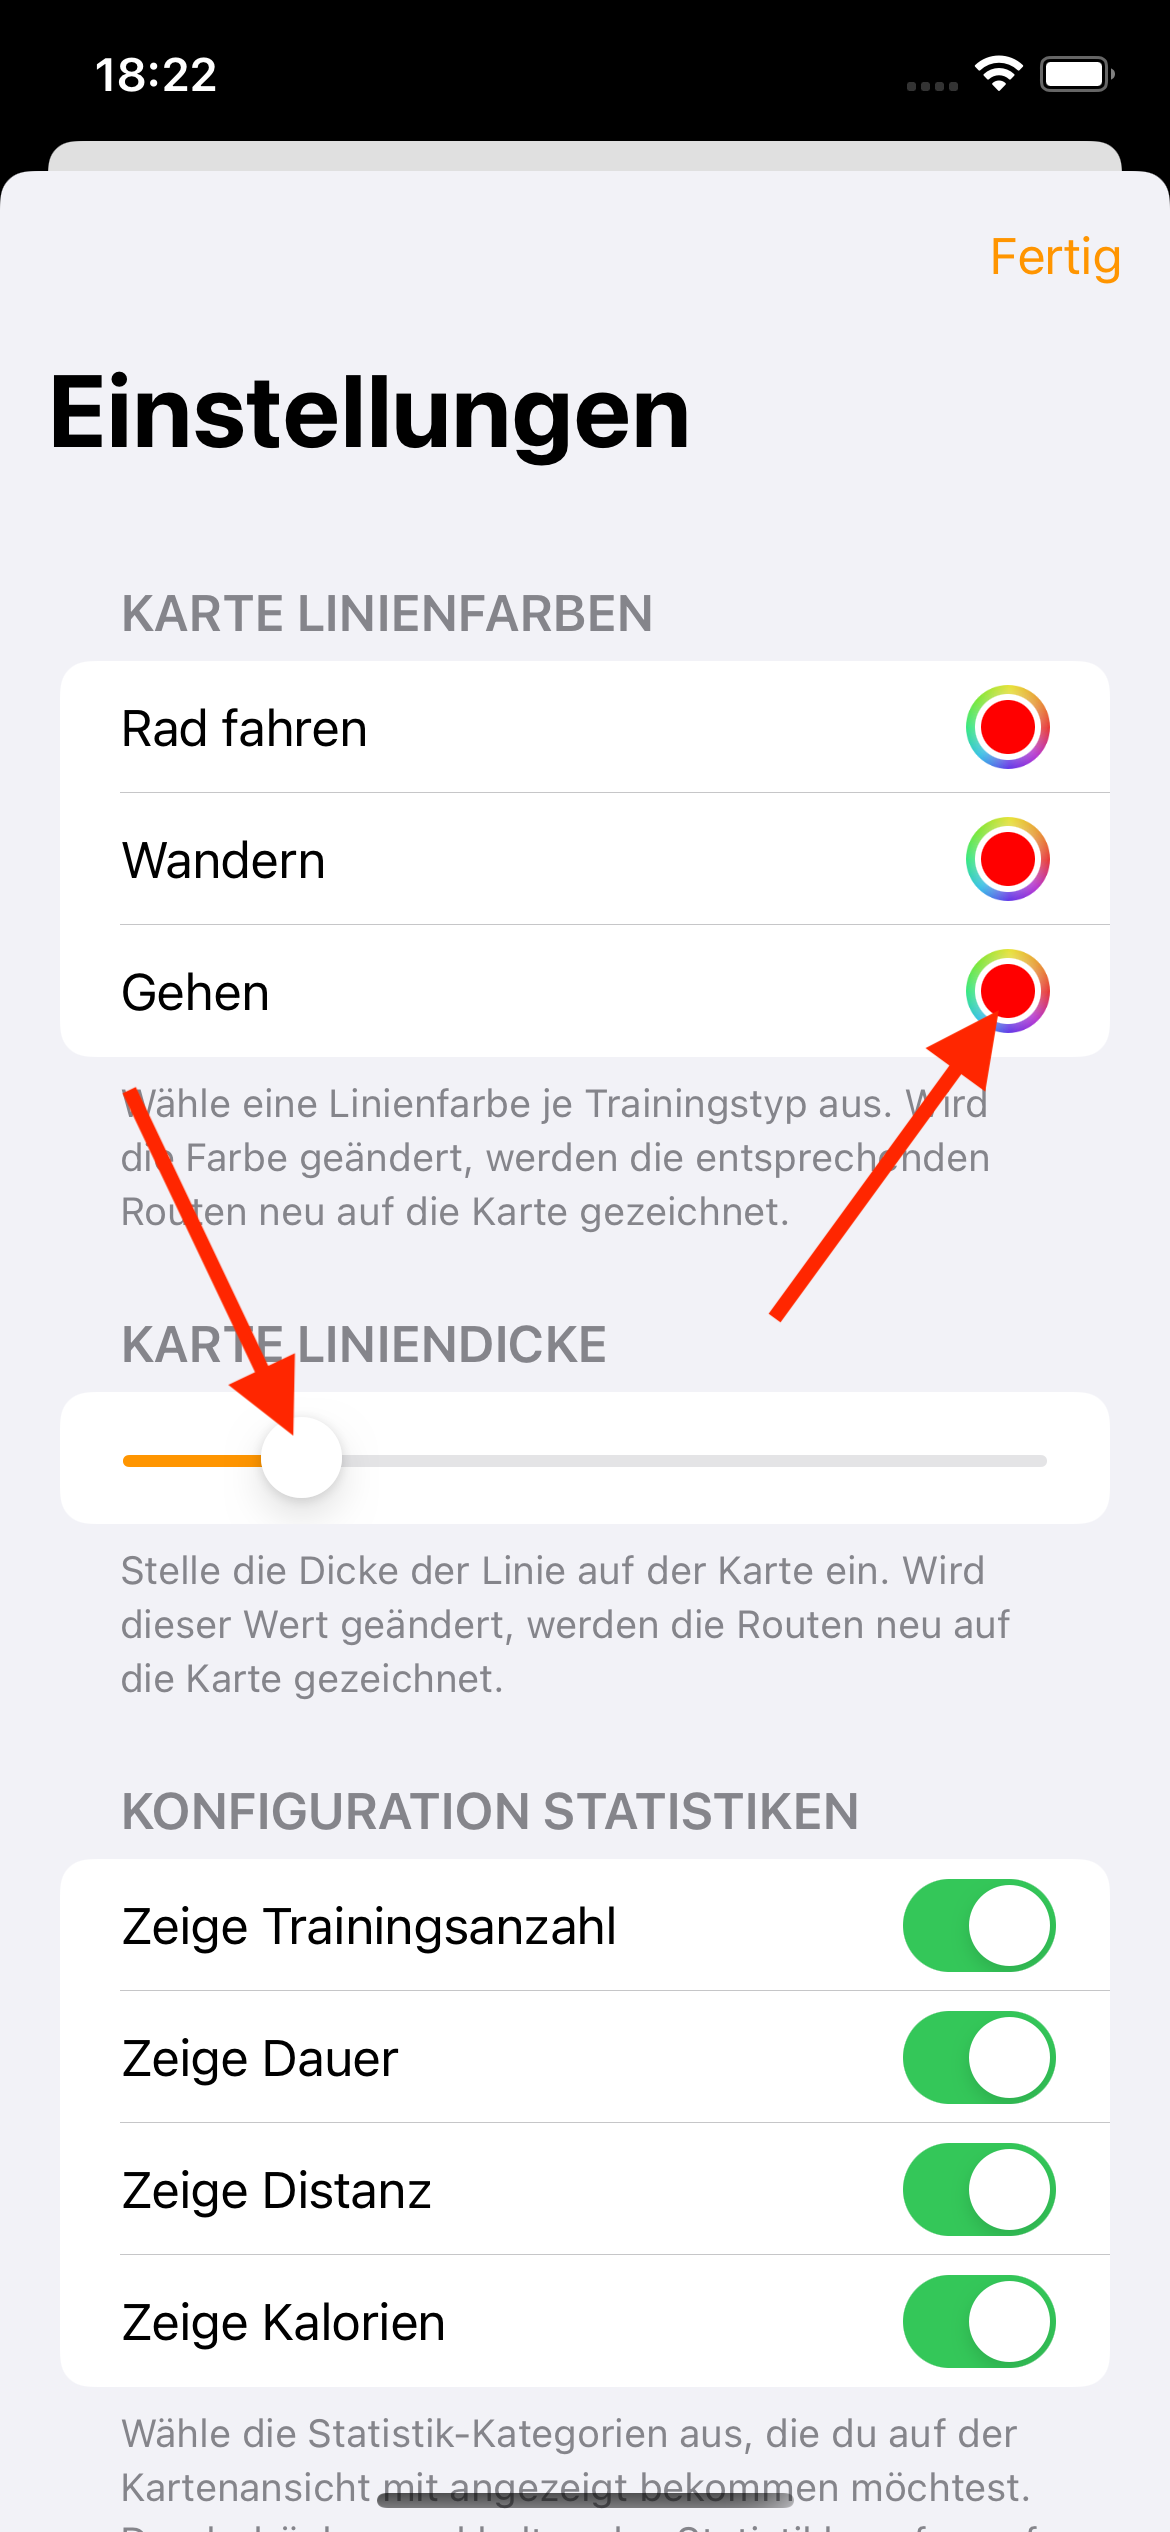 18:22
Fertig
Einstellungen
KARTE LINIENFARBEN
Rad fahren
Wandern
Gehen
Wähle eine Linienfarbe je Trainingstyp aus. Wird
die Farbe geändert, werden die entsprechenden
Routen neu auf die Karte gezeichnet.
KARTE LINIENDICKE
Stelle die Dicke der Linie auf der Karte ein. Wird
dieser Wert geändert, werden die Routen neu auf
die Karte gezeichnet.
KONFIGURATION STATISTIKEN
Zeige Trainingsanzahl
Zeige Dauer
Zeige Distanz
Zeige Kalorien
Wähle die Statistik-Kategorien aus, die du auf der
Kartenansicht mit angezeigt bekommen möchtest.